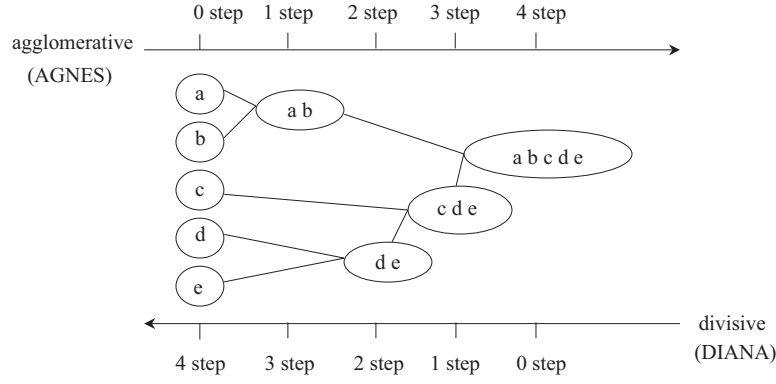 0 step 1 step 2 step 3 step 4 step
agglomerative
(AGNES)
a
a b
b
a b c d e
c
c d e
d
d e
e
divisive
(DIANA)
4 step 3 step 2 step 1 step 0 step